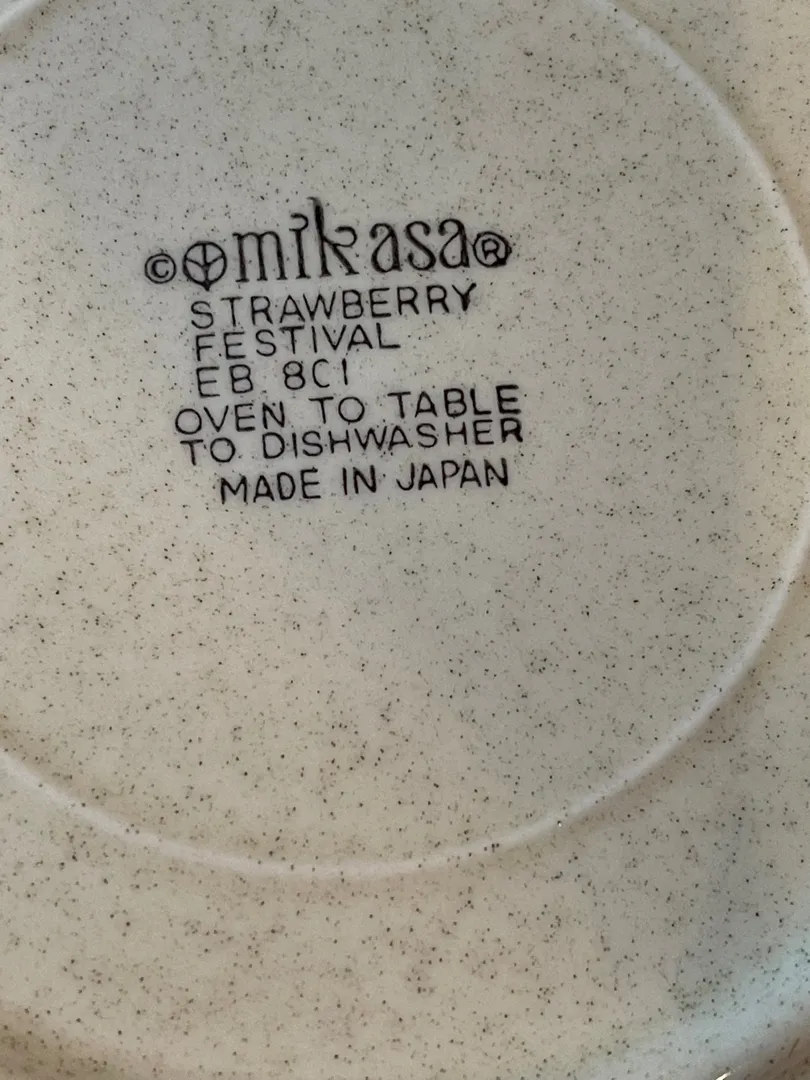 © mikasa®
STRAWBERRY
FESTIVAL
EB 8C1
OVEN TO TABLE
TO DISHWASHER
MADE IN JAPAN